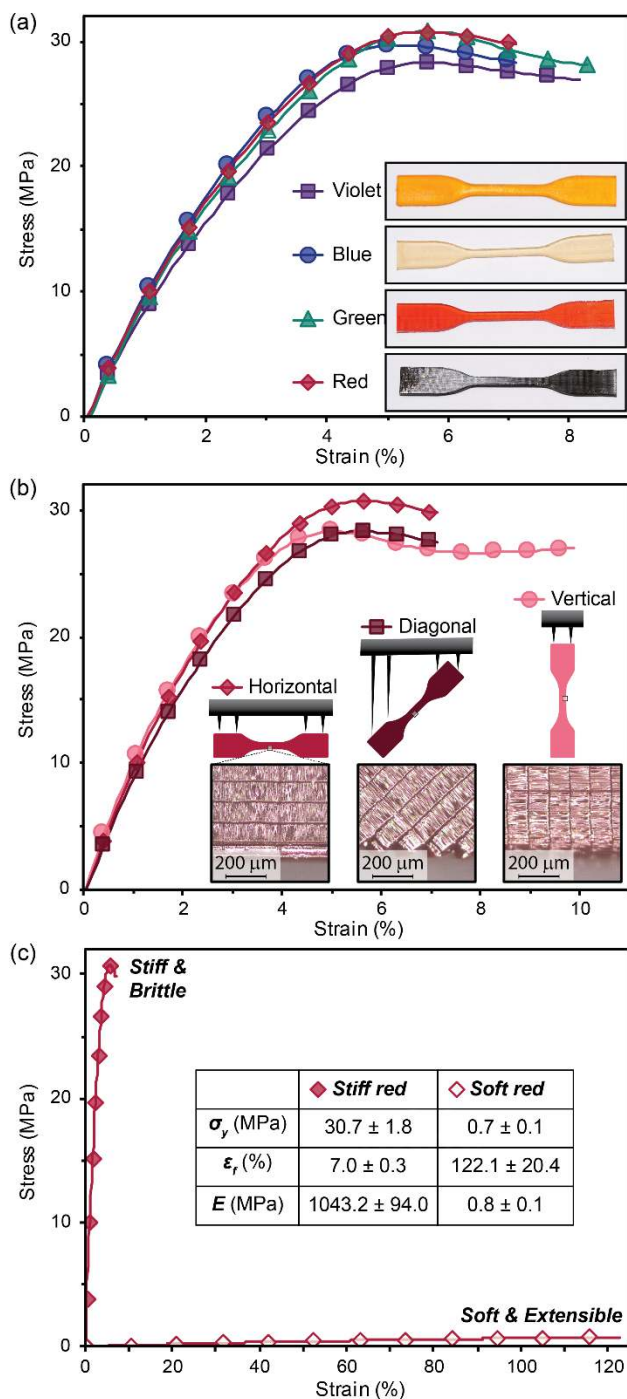 (a)
30
20
10
0
Stress (MPa)
Violet
Blue
Green
Red
0
2
4
6
8
Strain (%)
(b)
30
20
10
0
Stress (MPa)
Vertical
Diagonal
Horizontal
200 μm
200 μm
200 μm
0
2
4
6
8
10
Strain (%)
(c)
30
20
10
0
Stress (MPa)
Stiff &
Brittle
Stiff red Soft red
σy (MPa) 30.7 ± 1.8 0.7 ± 0.1
εf (%) 7.0 ± 0.3 122.1 ± 20.4
E (MPa) 1043.2 ± 94.0 0.8 ± 0.1
Soft & Extensible
0
20
40
60
80
100
120
Strain (%)